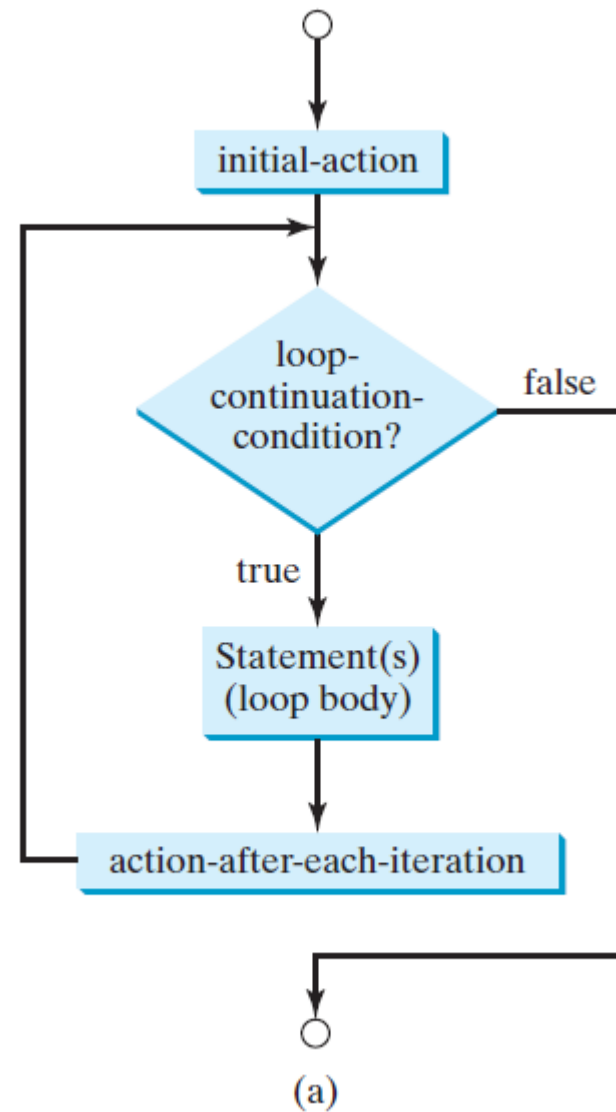 initial-action
loop-
continuation-
condition?
false
true
Statement(s)
(loop body)
action-after-each-iteration
(a)